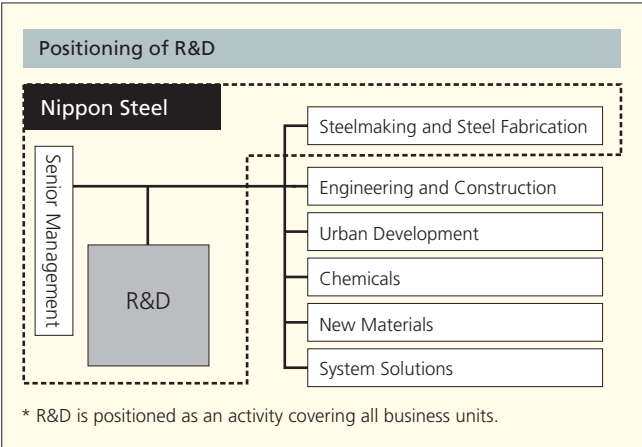 Positioning of R&D
Nippon Steel
Senior Management
R&D
Steelmaking and Steel Fabrication
Engineering and Construction
Urban Development
Chemicals
New Materials
System Solutions
* R&D is positioned as an activity covering all business units.